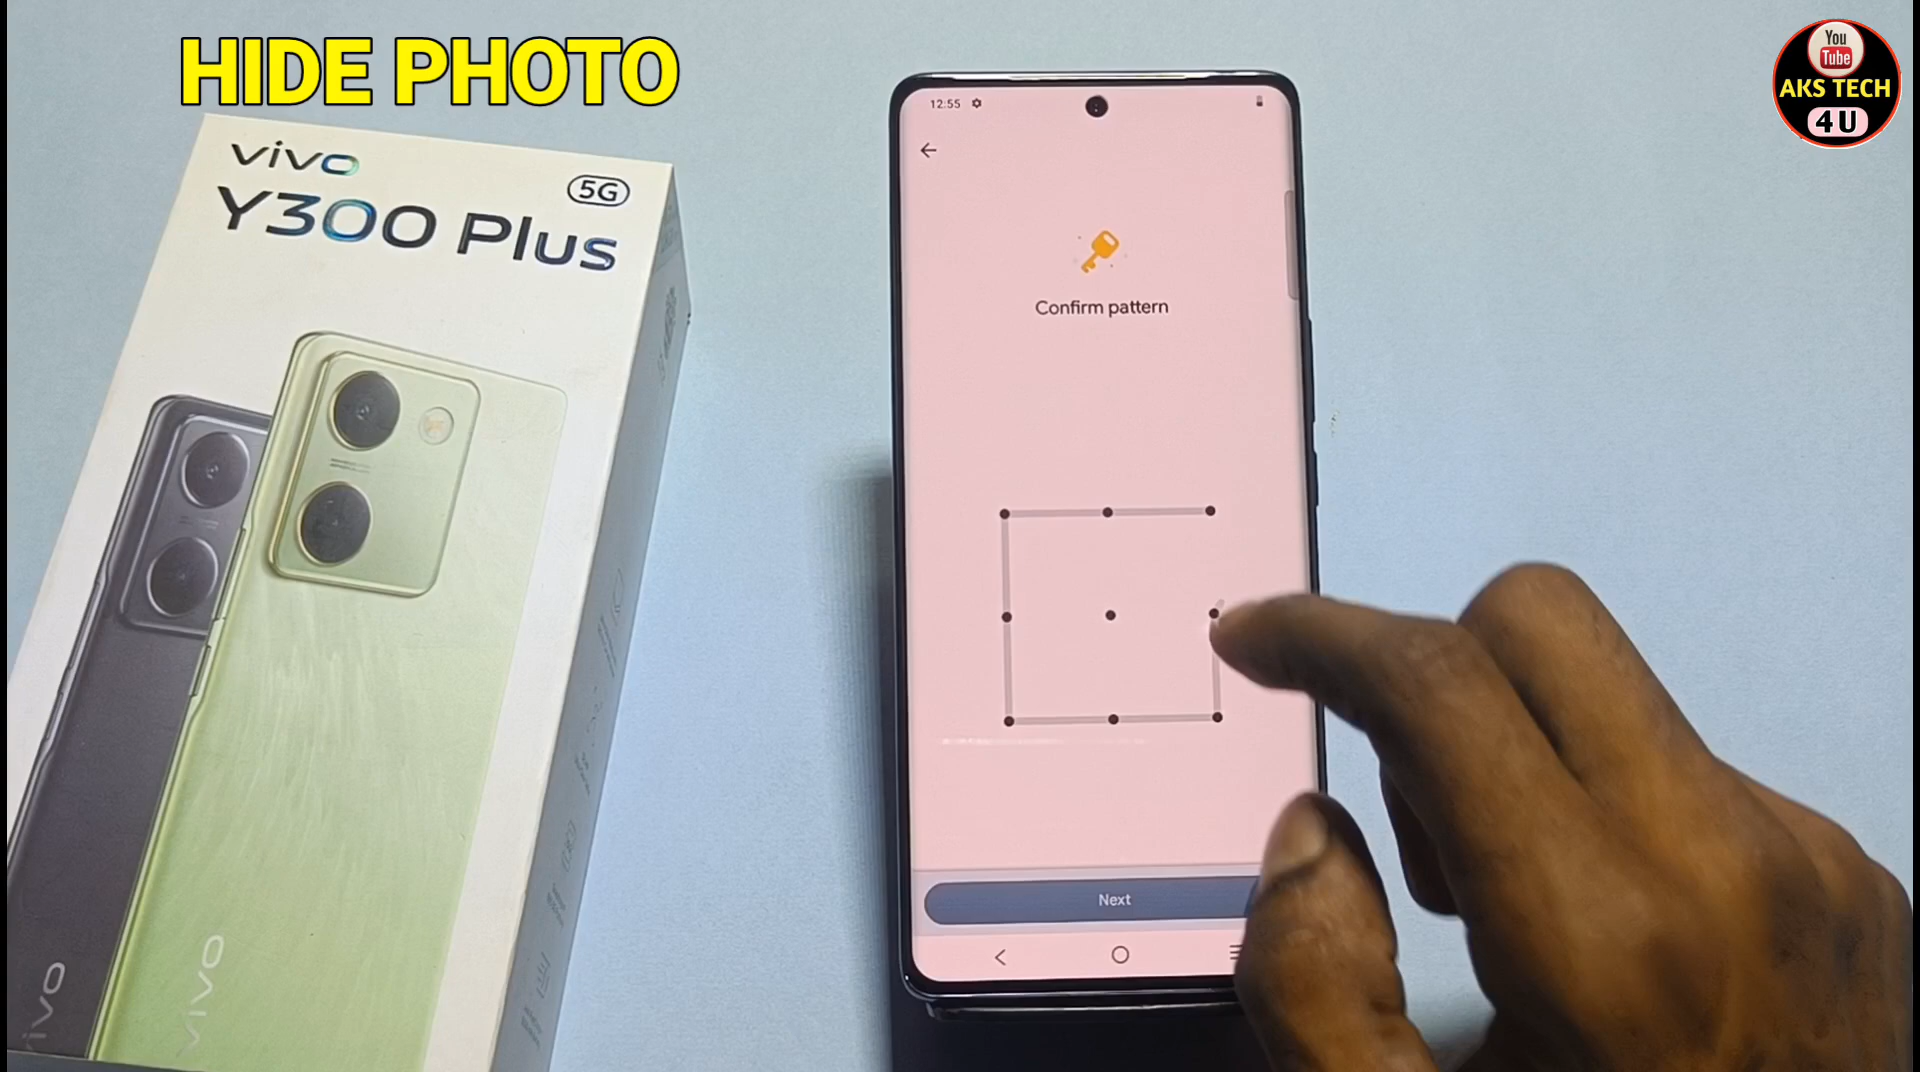 HIDE PHOTO
You
Tube
AKS TECH
4U
vivo
5G
Y300 Plus
12:55
Confirm pattern
Next
vivo
vivo